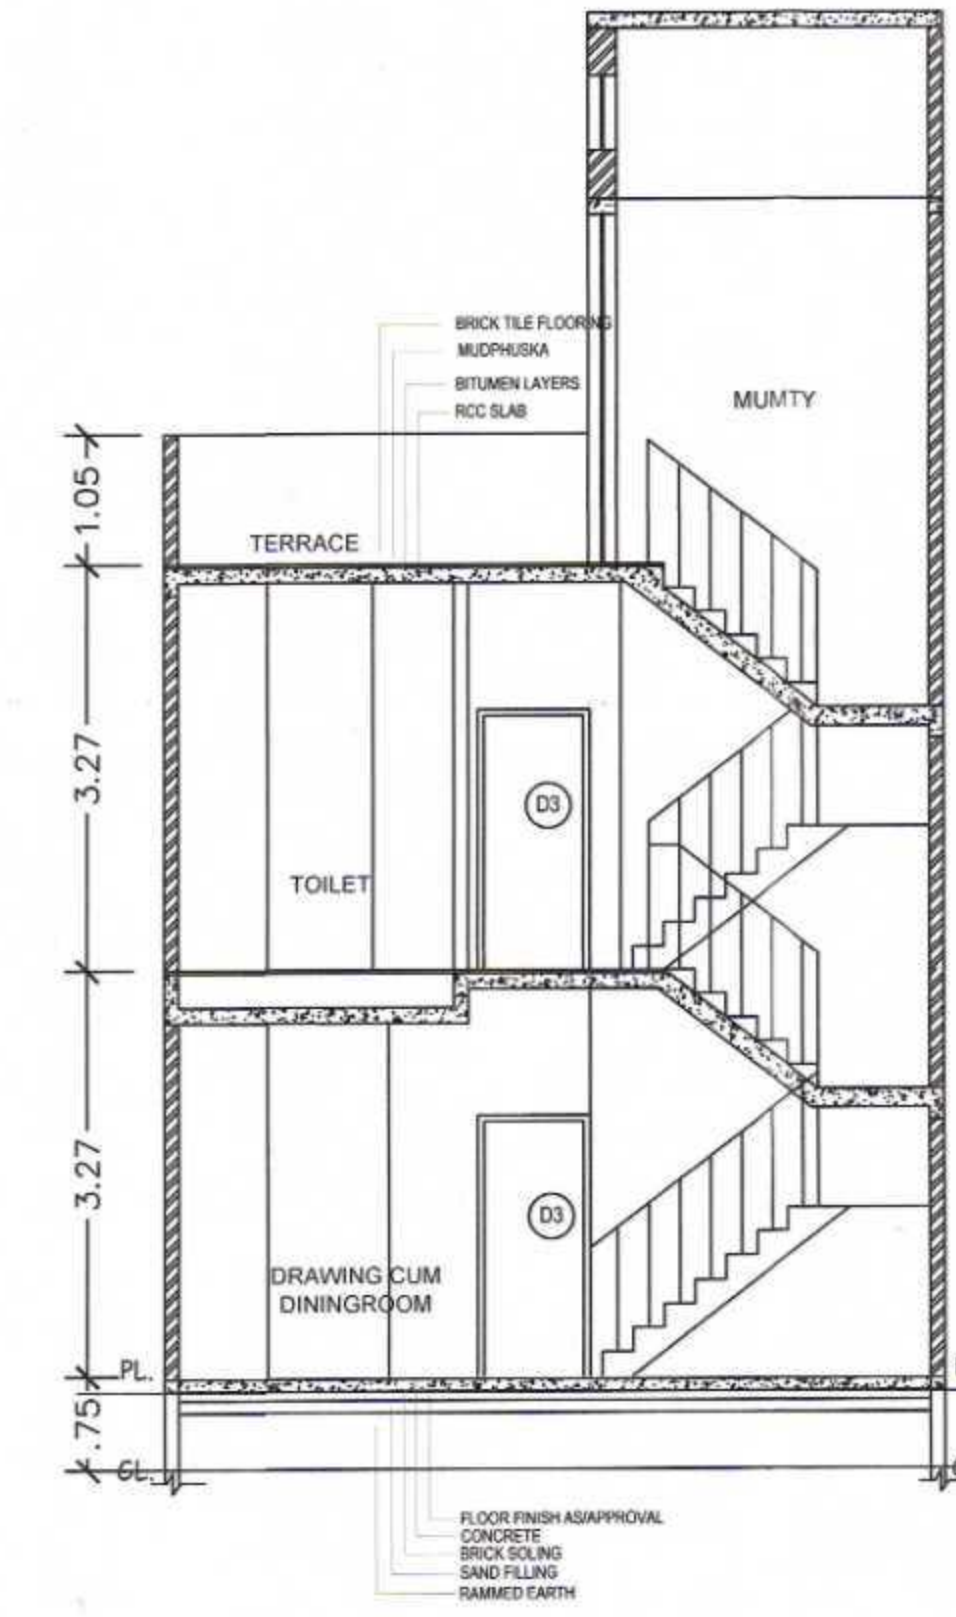 BRICK TILE FLOORING
MUDPHUSKA
BITUMEN LAYERS
RCC SLAB
MUMTY
1.05
TERRACE
3.27
D3
TOILET
3.27
D3
DRAWING CUM
DININGROOM
PL.
.75
GL.
FLOOR FINISH AS/APPROVAL
CONCRETE
BRICK SOLING
SAND FILLING
RAMMED EARTH